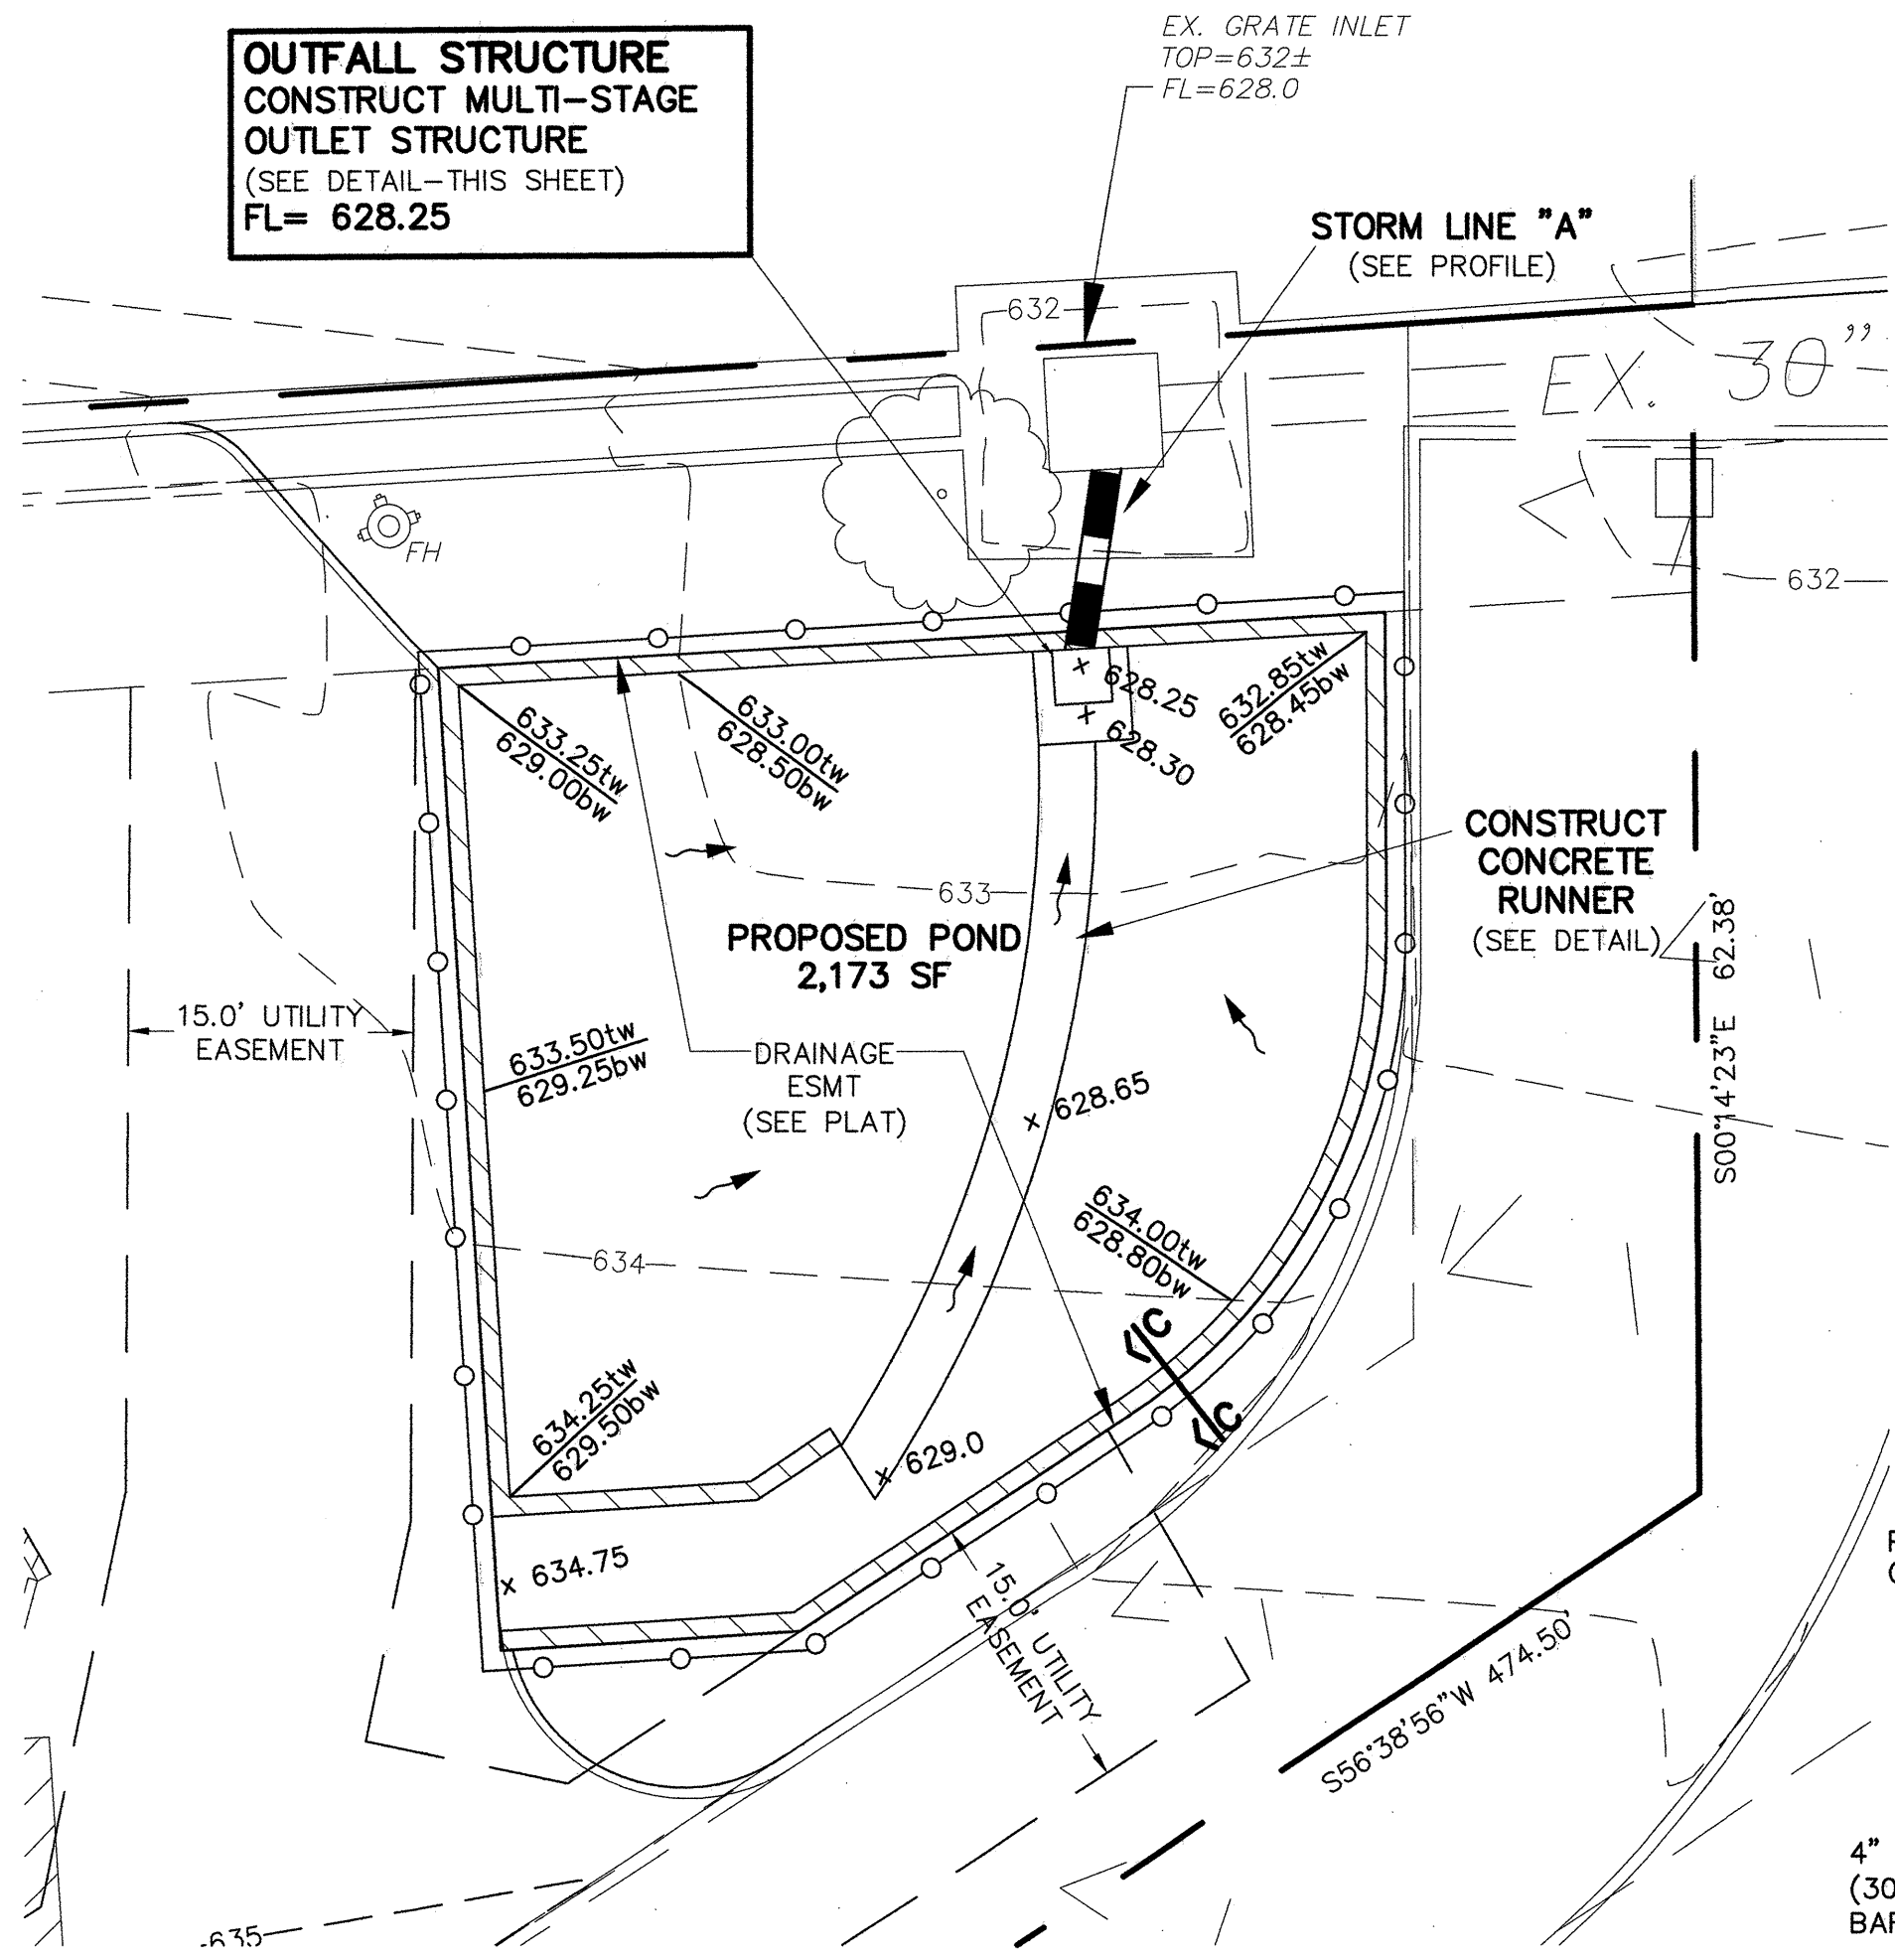 EX. GRATE INLET
TOP=632±
FL=628.0
OUTFALL STRUCTURE
CONSTRUCT MULTI-STAGE
OUTLET STRUCTURE
(SEE DETAIL-THIS SHEET)
FL= 628.25
STORM LINE "A"
(SEE PROFILE)
632
EX. 30"
FH
632
633.25tw
629.00bw
633.00tw
628.50bw
628.25
628.30
632.85tw
628.45bw
CONSTRUCT
CONCRETE
RUNNER
(SEE DETAIL)
633
PROPOSED POND
2,173 SF
S00°14'23"E 62.38'
15.0' UTILITY
EASEMENT
633.50tw
629.25bw
DRAINAGE
ESMT
(SEE PLAT)
628.65
634.00tw
628.80bw
634
C
C
634.25tw
629.50bw
629.0
634.75
15.0' UTILITY
EASEMENT
S56°38'56"W 474.50'
4"
(30
BAR
635